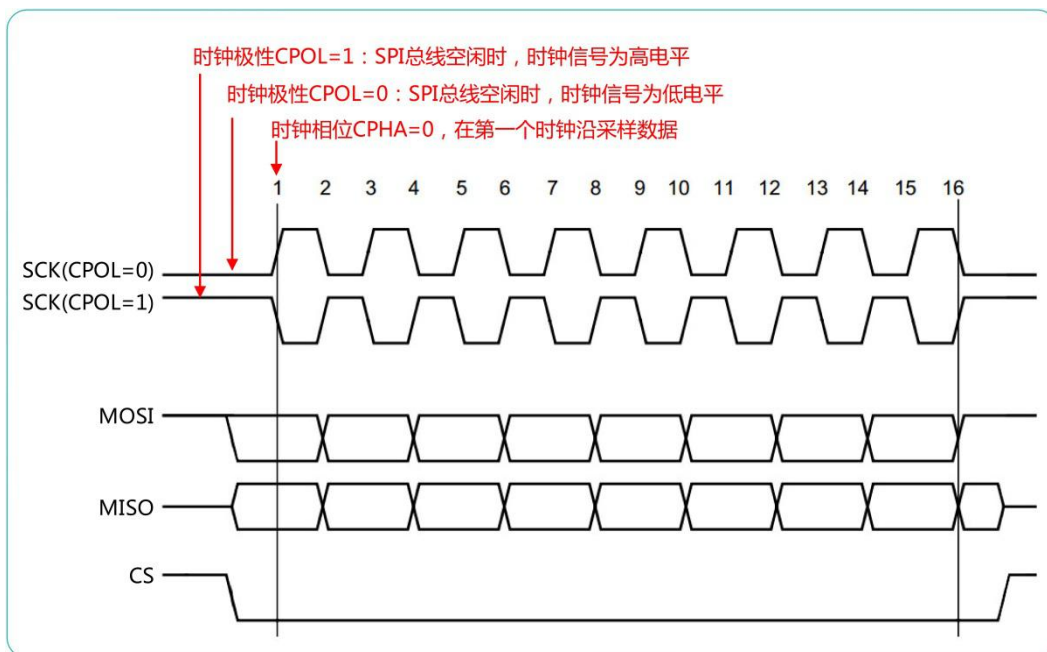 时钟极性CPOL=1：SPI总线空闲时，时钟信号为高电平
时钟极性CPOL=0：SPI总线空闲时，时钟信号为低电平
时钟相位CPHA=0，在第一个时钟沿采样数据
1 2 3 4 5 6 7 8 9 10 11 12 13 14 15 16
SCK(CPOL=0)
SCK(CPOL=1)
MOSI
MISO
CS